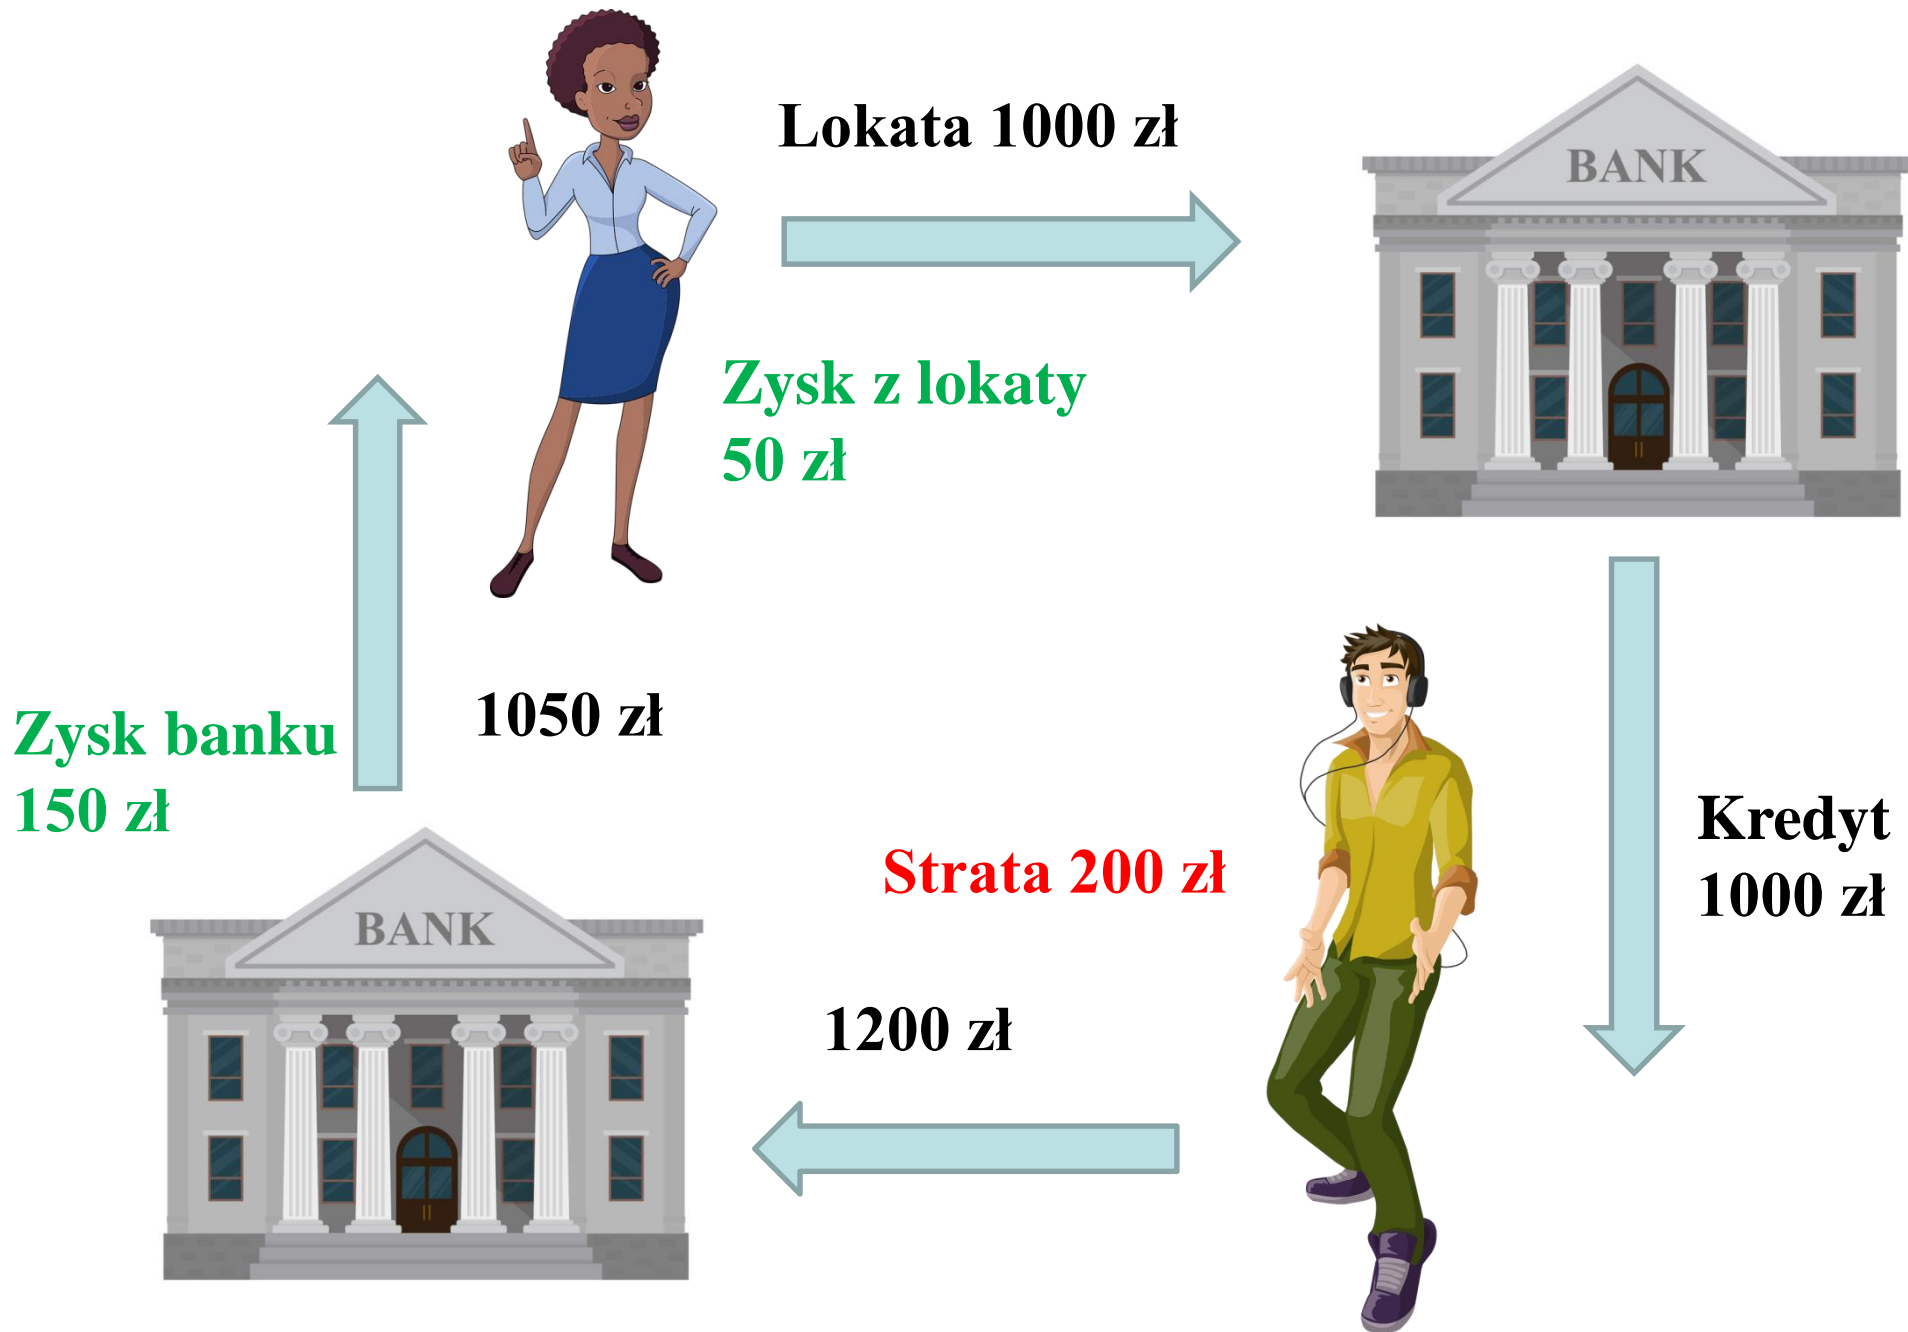 Lokata 1000 zł
BANK
Zysk z lokaty
50 zł
1050 zł
Zysk banku
150 zł
Kredyt
1000 zł
Strata 200 zł
BANK
1200 zł